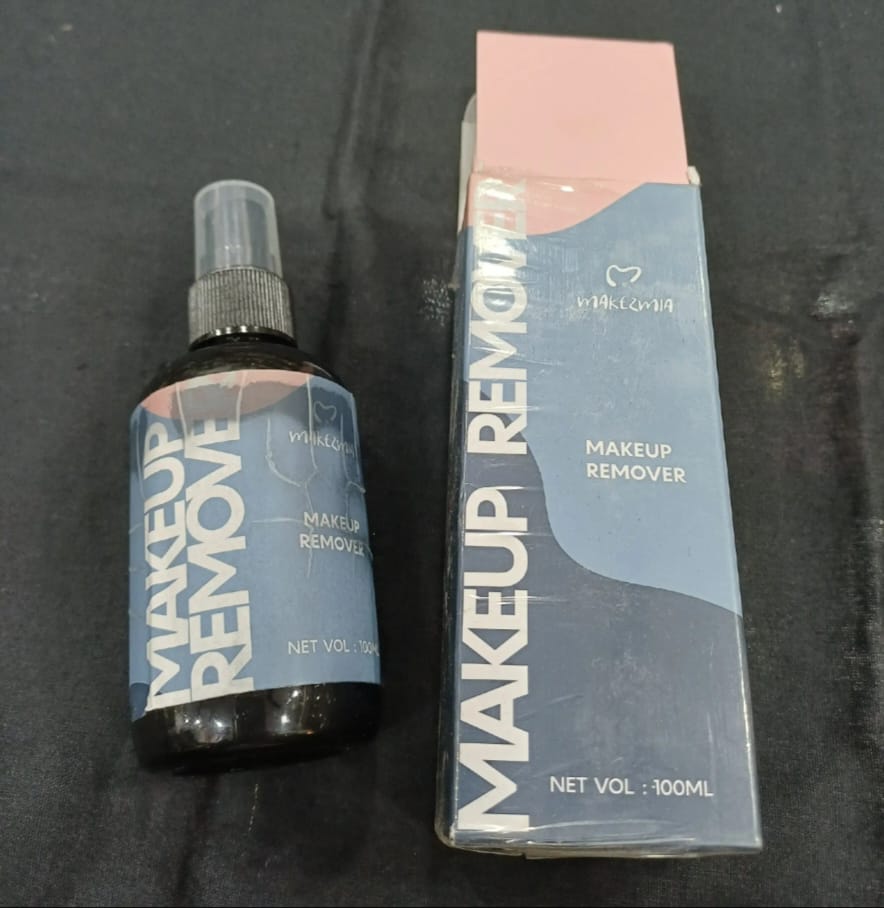 MAKEUP
REMOVER
MAKEZMIA
MAKEUP
REMOVER
NET VOL : 100ML
MAKEUP REMOVER
MAKEZMIA
MAKEUP
REMOVER
NET VOL : 100ML